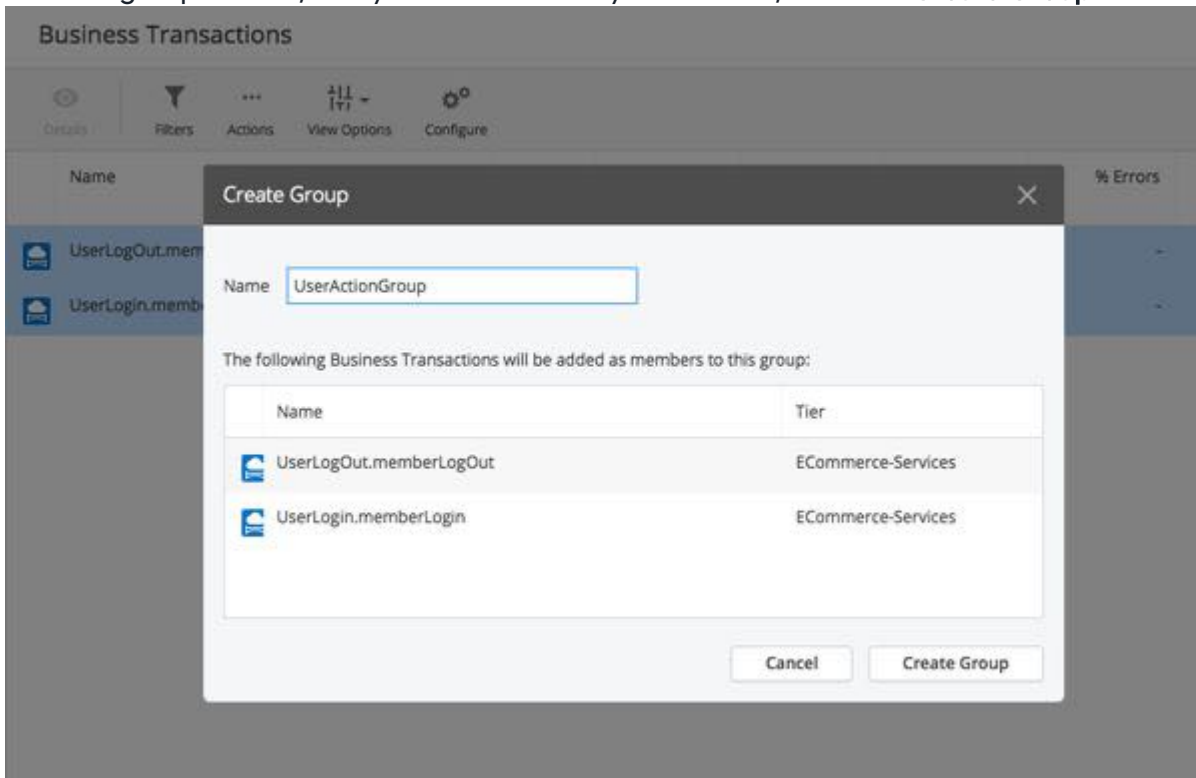 Business Transactions
Details Filters Actions View Options Configure
Name % Errors
Create Group
UserLogOut.mem -
Name UserActionGroup
UserLogin.memb -
The following Business Transactions will be added as members to this group:
Name Tier
UserLogOut.memberLogOut ECommerce-Services
UserLogin.memberLogin ECommerce-Services
Cancel Create Group